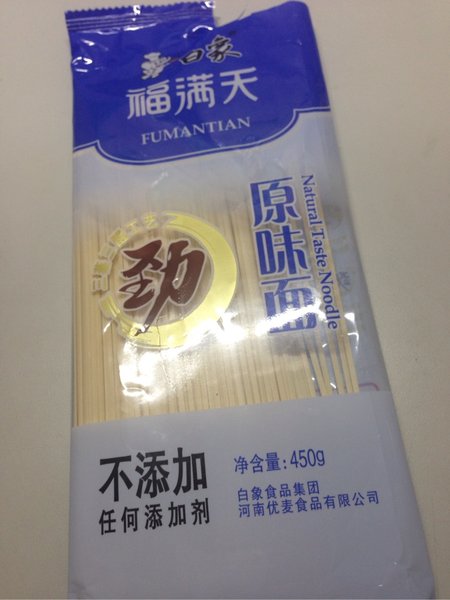 白象
福满天
FUMANTIAN
原味面
Natural Taste Noodle
劲
不添加
任何添加剂
净含量:450g
白象食品集团
河南优麦食品有限公司